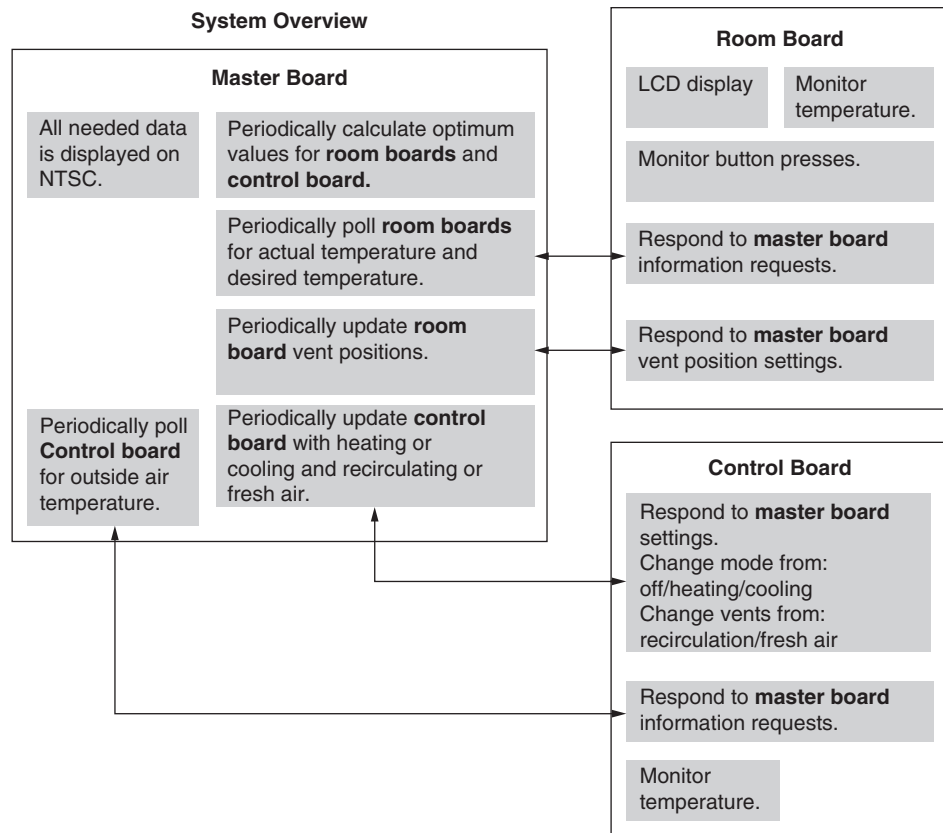 System Overview
Master Board
All needed data
is displayed on
NTSC.
Periodically calculate optimum
values for room boards and
control board.
Periodically poll room boards
for actual temperature and
desired temperature.
Periodically update room
board vent positions.
Periodically poll
Control board
for outside air
temperature.
Periodically update control
board with heating or
cooling and recirculating or
fresh air.
Room Board
LCD display
Monitor
temperature.
Monitor button presses.
Respond to master board
information requests.
Respond to master board
vent position settings.
Control Board
Respond to master board
settings.
Change mode from:
off/heating/cooling
Change vents from:
recirculation/fresh air
Respond to master board
information requests.
Monitor
temperature.